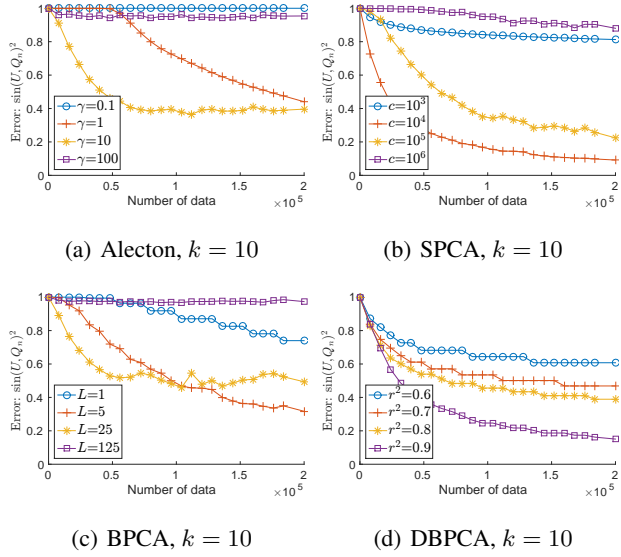 1
0.8
0.6
0.4
0.2
0
Error: sin(U, Q_n)^2
γ=0.1
γ=1
γ=10
γ=100
0 0.5 1 1.5 2
Number of data ×10^5
(a) Alecton, k = 10
1
0.8
0.6
0.4
0.2
0
Error: sin(U, Q_n)^2
c=10^3
c=10^4
c=10^5
c=10^6
0 0.5 1 1.5 2
Number of data ×10^5
(b) SPCA, k = 10
1
0.8
0.6
0.4
0.2
0
Error: sin(U, Q_n)^2
L=1
L=5
L=25
L=125
0 0.5 1 1.5 2
Number of data ×10^5
(c) BPCA, k = 10
1
0.8
0.6
0.4
0.2
0
Error: sin(U, Q_n)^2
r^2=0.6
r^2=0.7
r^2=0.8
r^2=0.9
0 0.5 1 1.5 2
Number of data ×10^5
(d) DBPCA, k = 10